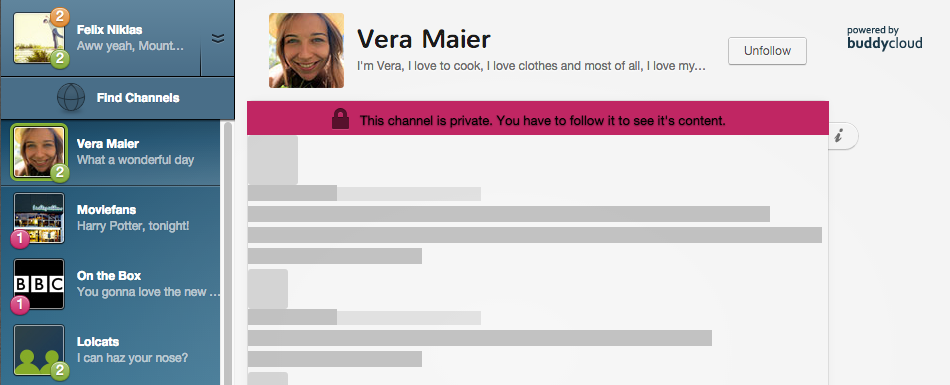 2
Felix Niklas
Aww yeah, Mount...
2
Find Channels
Vera Maier
What a wonderful day
2
Moviefans
Harry Potter, tonight!
1
On the Box
You gonna love the new ...
BBC
1
Lolcats
I can haz your nose?
2
Vera Maier
I'm Vera, I love to cook, I love clothes and most of all, I love my...
Unfollow
powered by
buddycloud
This channel is private. You have to follow it to see it's content.
i